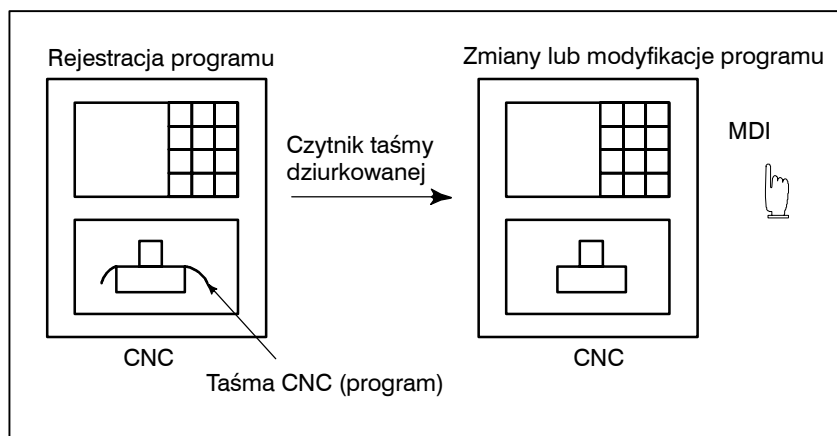 Rejestracja programu
Zmiany lub modyfikacje programu
Czytnik taśmy
dziurkowanej
MDI
CNC
CNC
Taśma CNC (program)